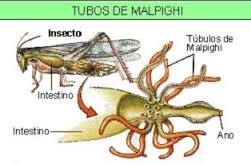 TUBOS DE MALPIGHI
Insecto
Túbulos de
Malpighi
Intestino
Intestino
Ano